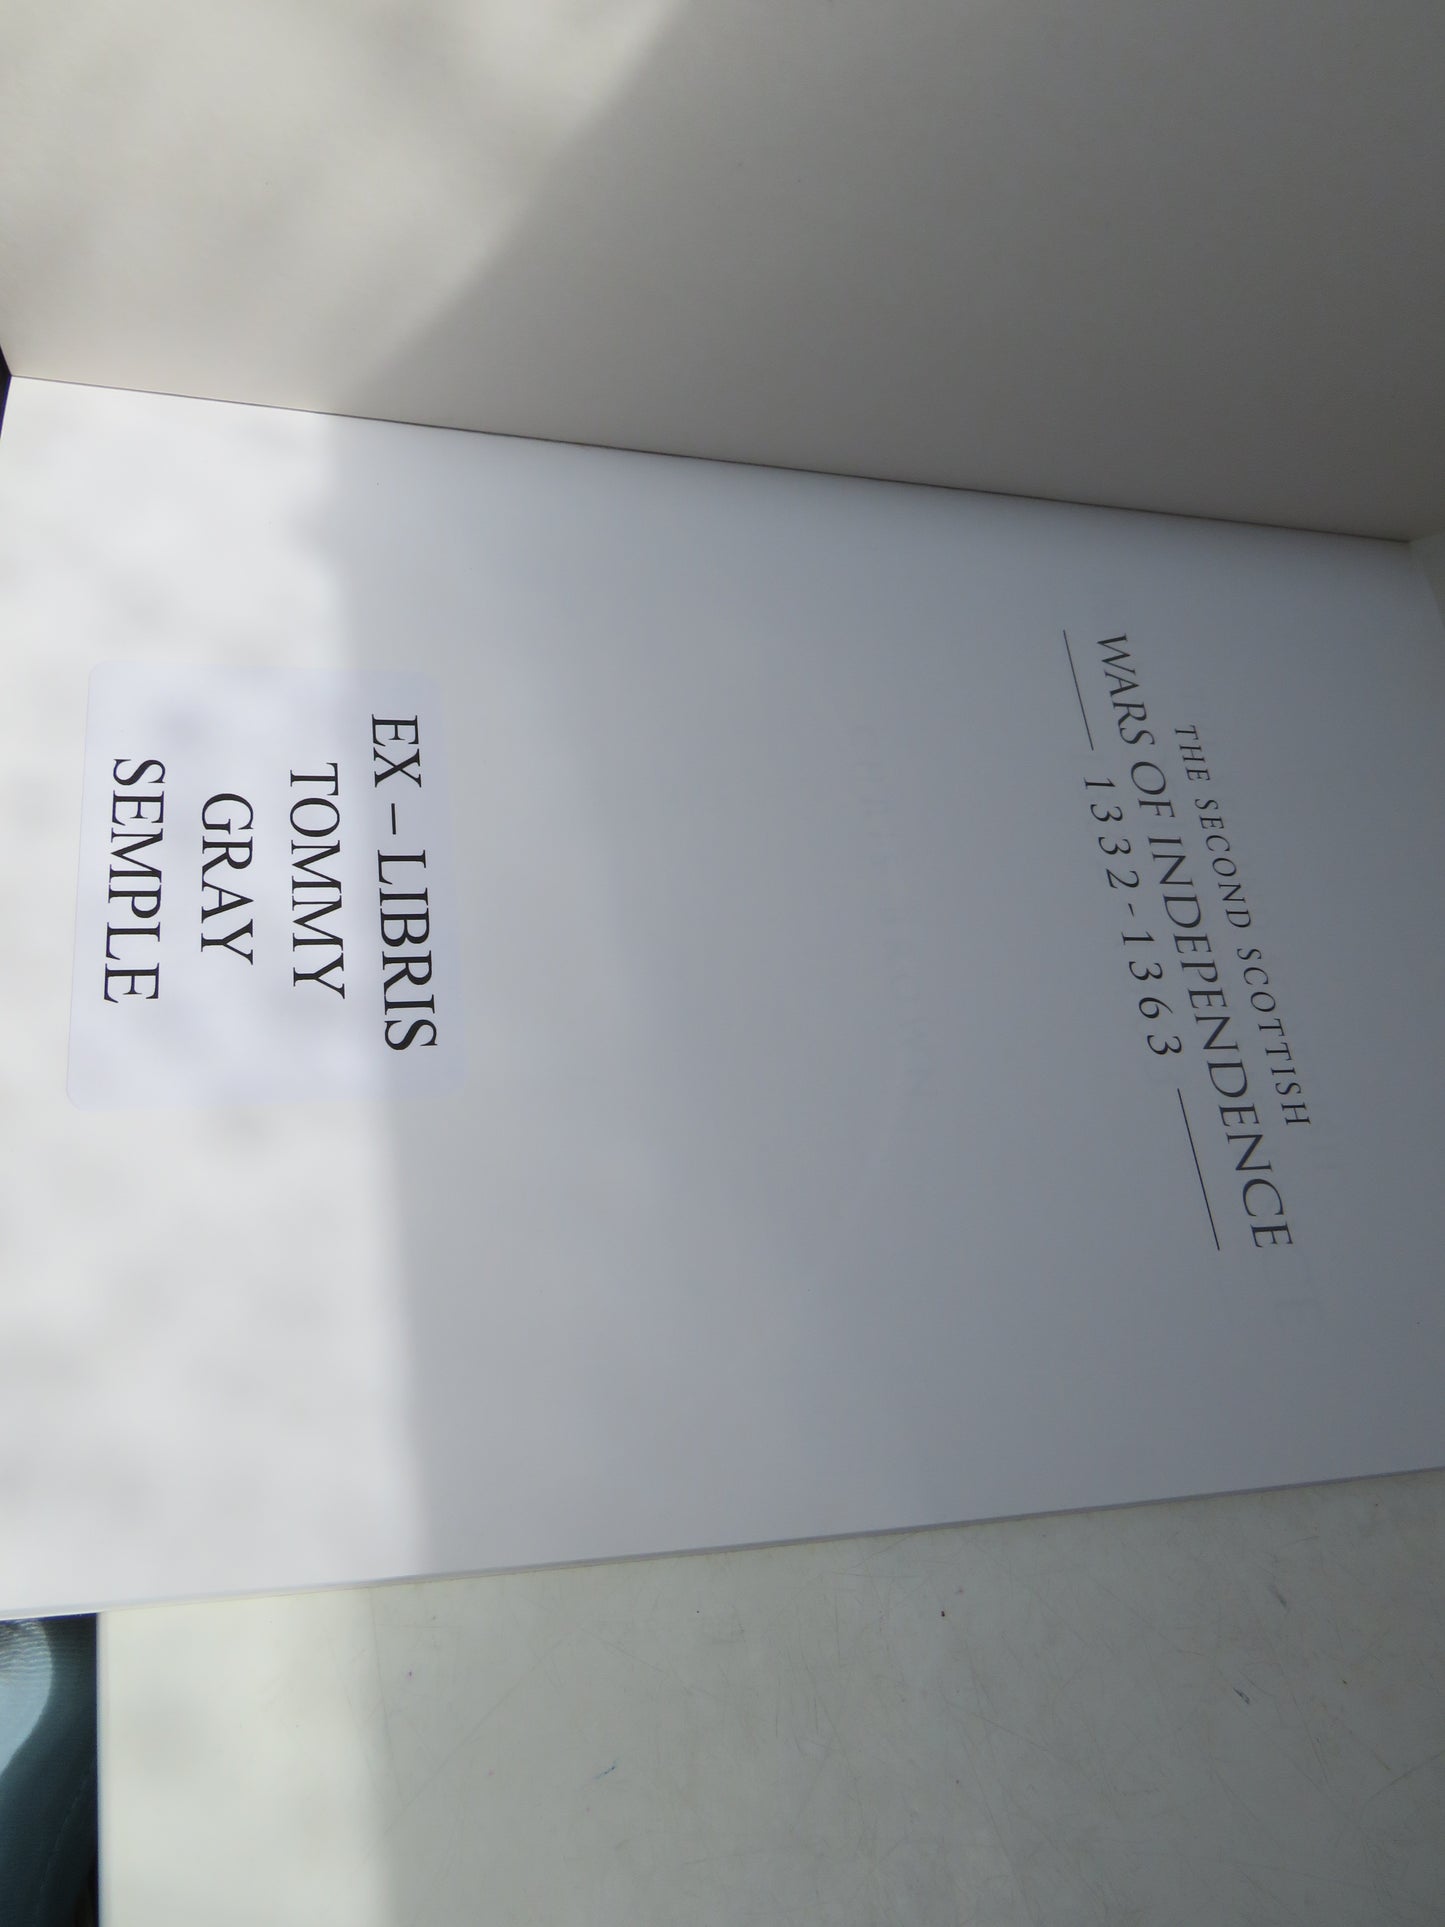 THE SECOND SCOTTISH
WARS OF INDEPENDENCE
1332-1363
EX – LIBRIS
TOMMY
GRAY
SEMPLE